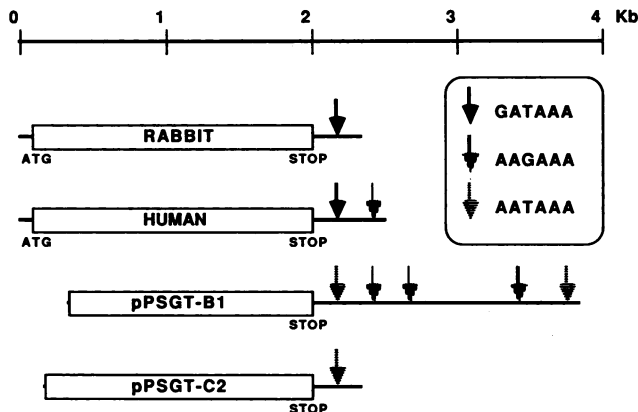 0 1 2 3 4 Kb
GATAAA
RABBIT
ATG STOP
AAGAAA
AATAAA
HUMAN
ATG STOP
pPSGT-B1
STOP
pPSGT-C2
STOP